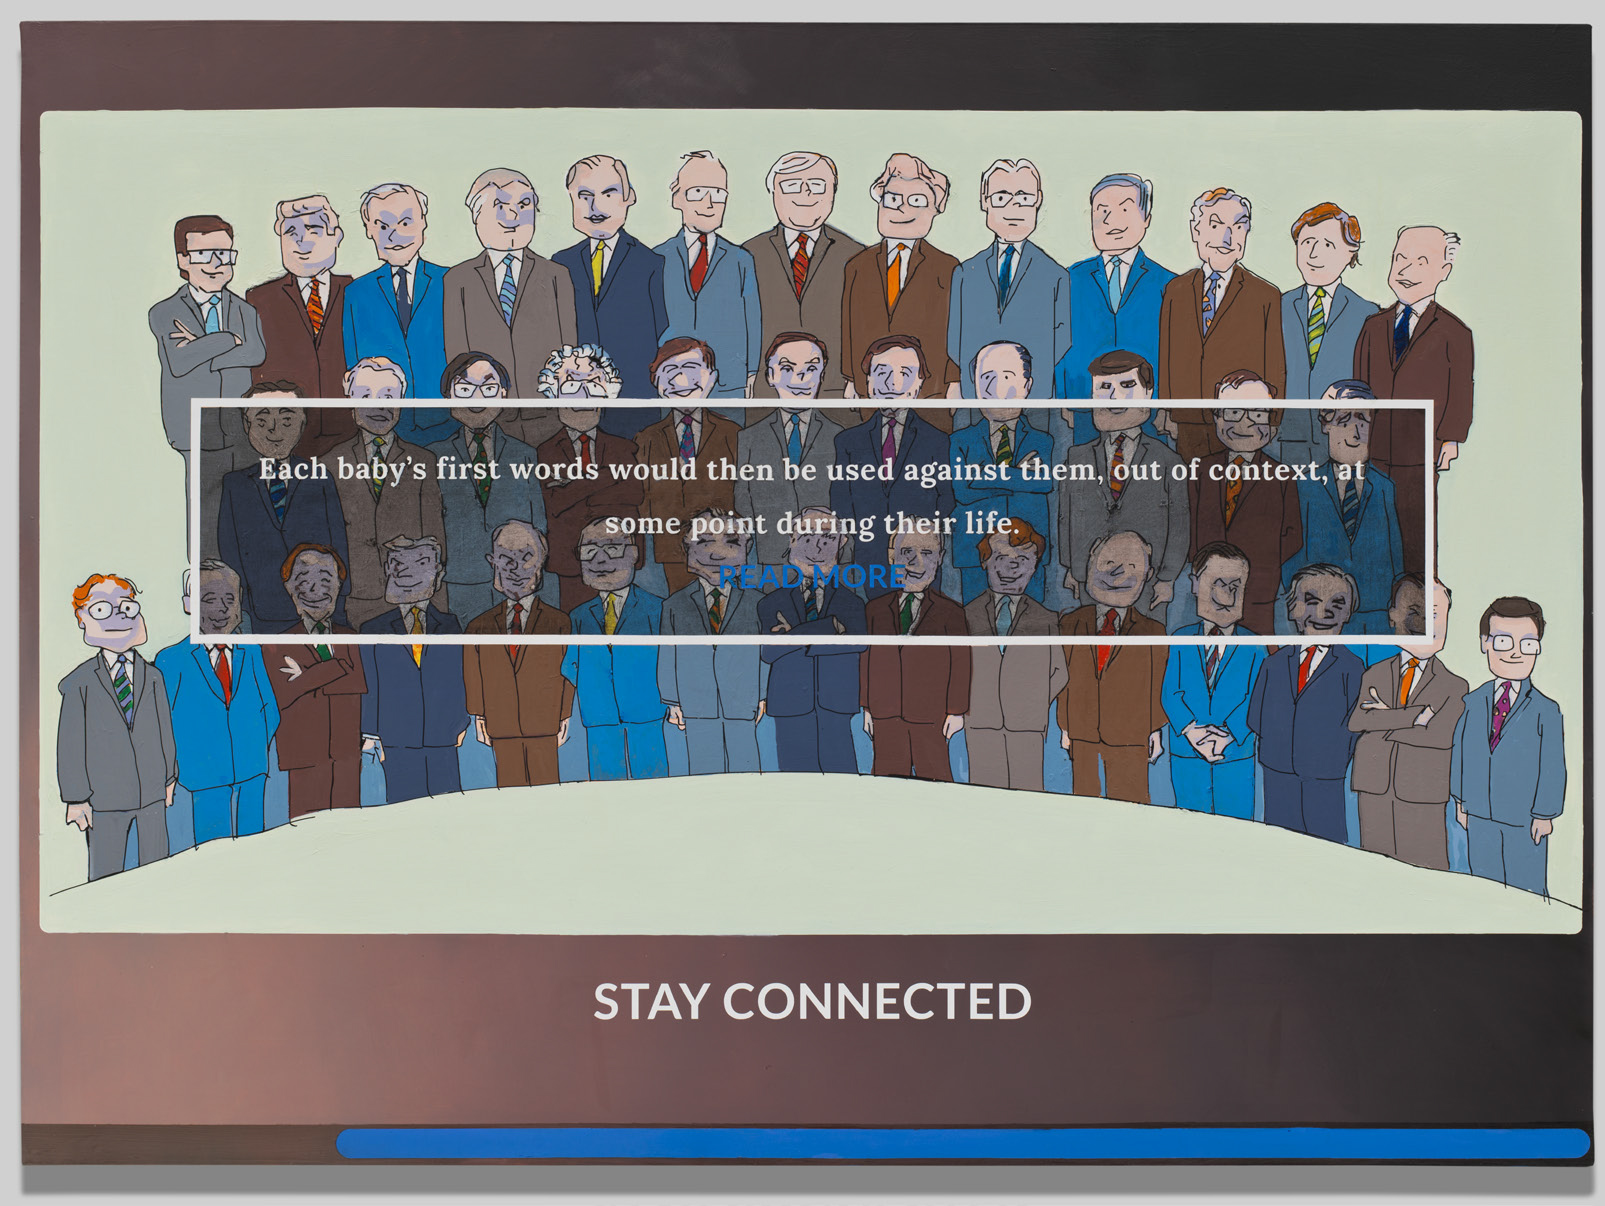 Each baby’s first words would then be used against them, out of context, at
some point during their life.
READ MORE
STAY CONNECTED